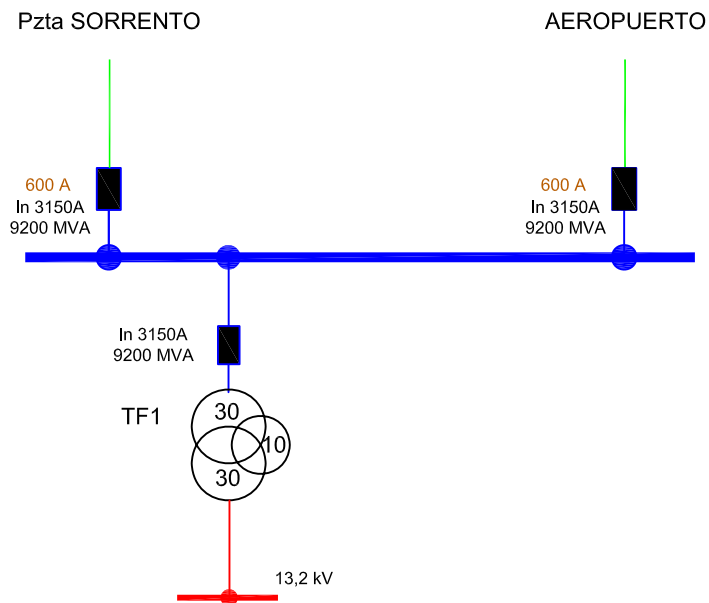 Pzta SORRENTO
AEROPUERTO
600 A
In 3150A
9200 MVA
600 A
In 3150A
9200 MVA
In 3150A
9200 MVA
TF1
30
10
30
13,2 kV